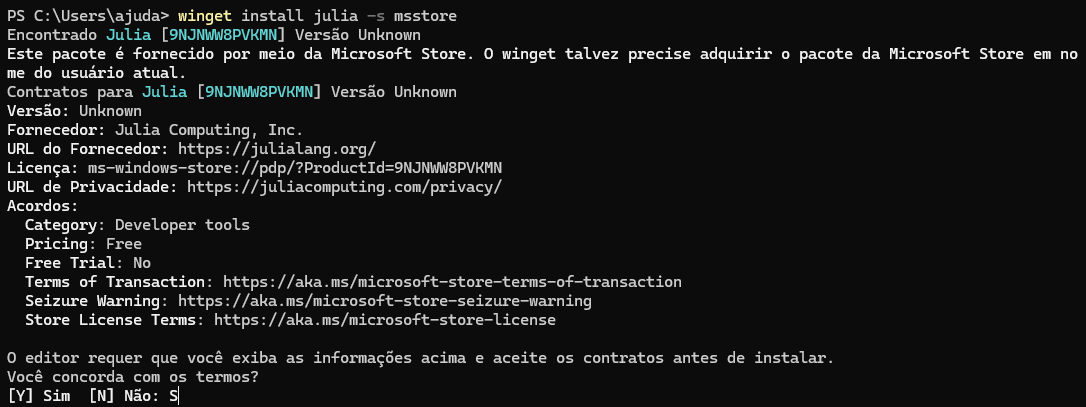 PS C:\Users\ajuda> winget install julia -s msstore
Encontrado Julia [9NJNWW8PVKMN] Versão Unknown
Este pacote é fornecido por meio da Microsoft Store. O winget talvez precise adquirir o pacote da Microsoft Store em no
me do usuário atual.
Contratos para Julia [9NJNWW8PVKMN] Versão Unknown
Versão: Unknown
Fornecedor: Julia Computing, Inc.
URL do Fornecedor: https://julialang.org/
Licença: ms-windows-store://pdp/?ProductId=9NJNWW8PVKMN
URL de Privacidade: https://juliacomputing.com/privacy/
Acordos:
  Category: Developer tools
  Pricing: Free
  Free Trial: No
  Terms of Transaction: https://aka.ms/microsoft-store-terms-of-transaction
  Seizure Warning: https://aka.ms/microsoft-store-seizure-warning
  Store License Terms: https://aka.ms/microsoft-store-license

O editor requer que você exiba as informações acima e aceite os contratos antes de instalar.
Você concorda com os termos?
[Y] Sim  [N] Não: S